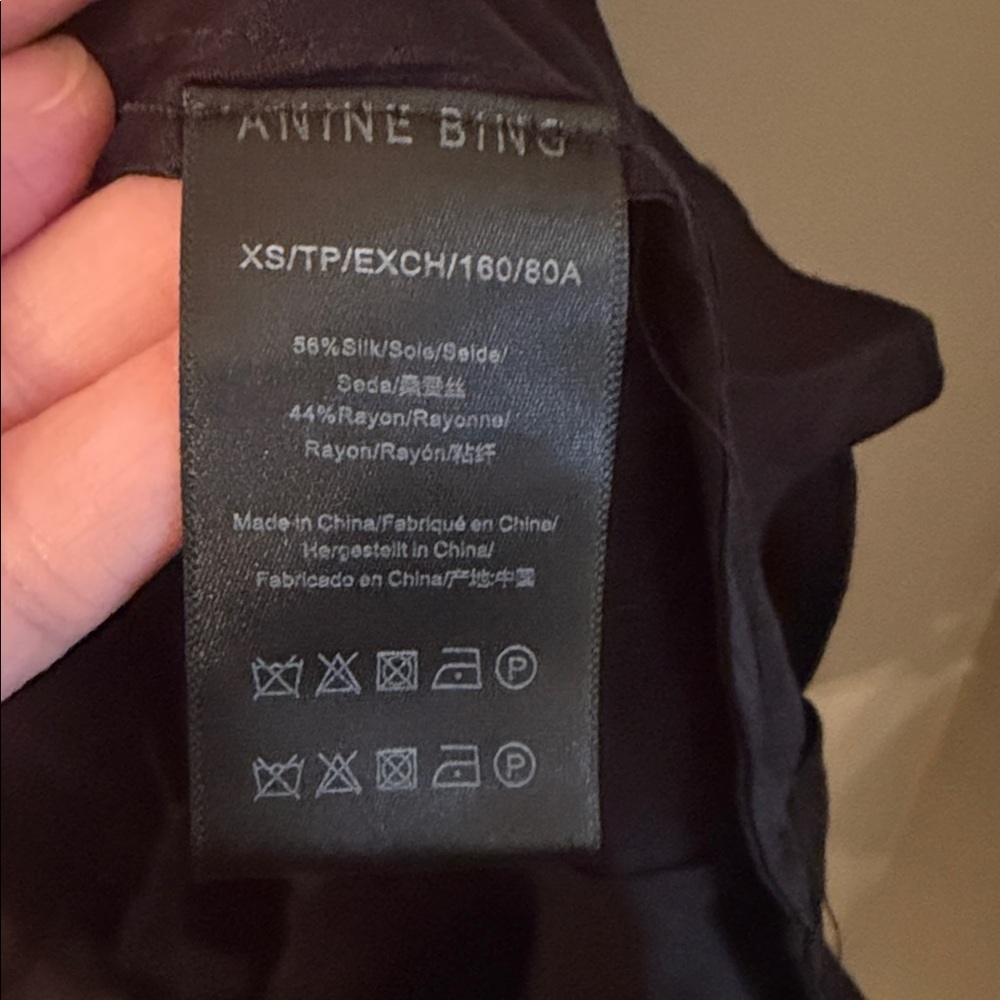 ANINE BING
XS/TP/EXCH/160/80A
56%Silk/Soie/Seide/
Seda/桑蚕丝
44%Rayon/Rayonne/
Rayon/Rayón/粘纤
Made in China/Fabriqué en Chine/
Hergestellt in China/
Fabricado en China/产地:中国
P
P